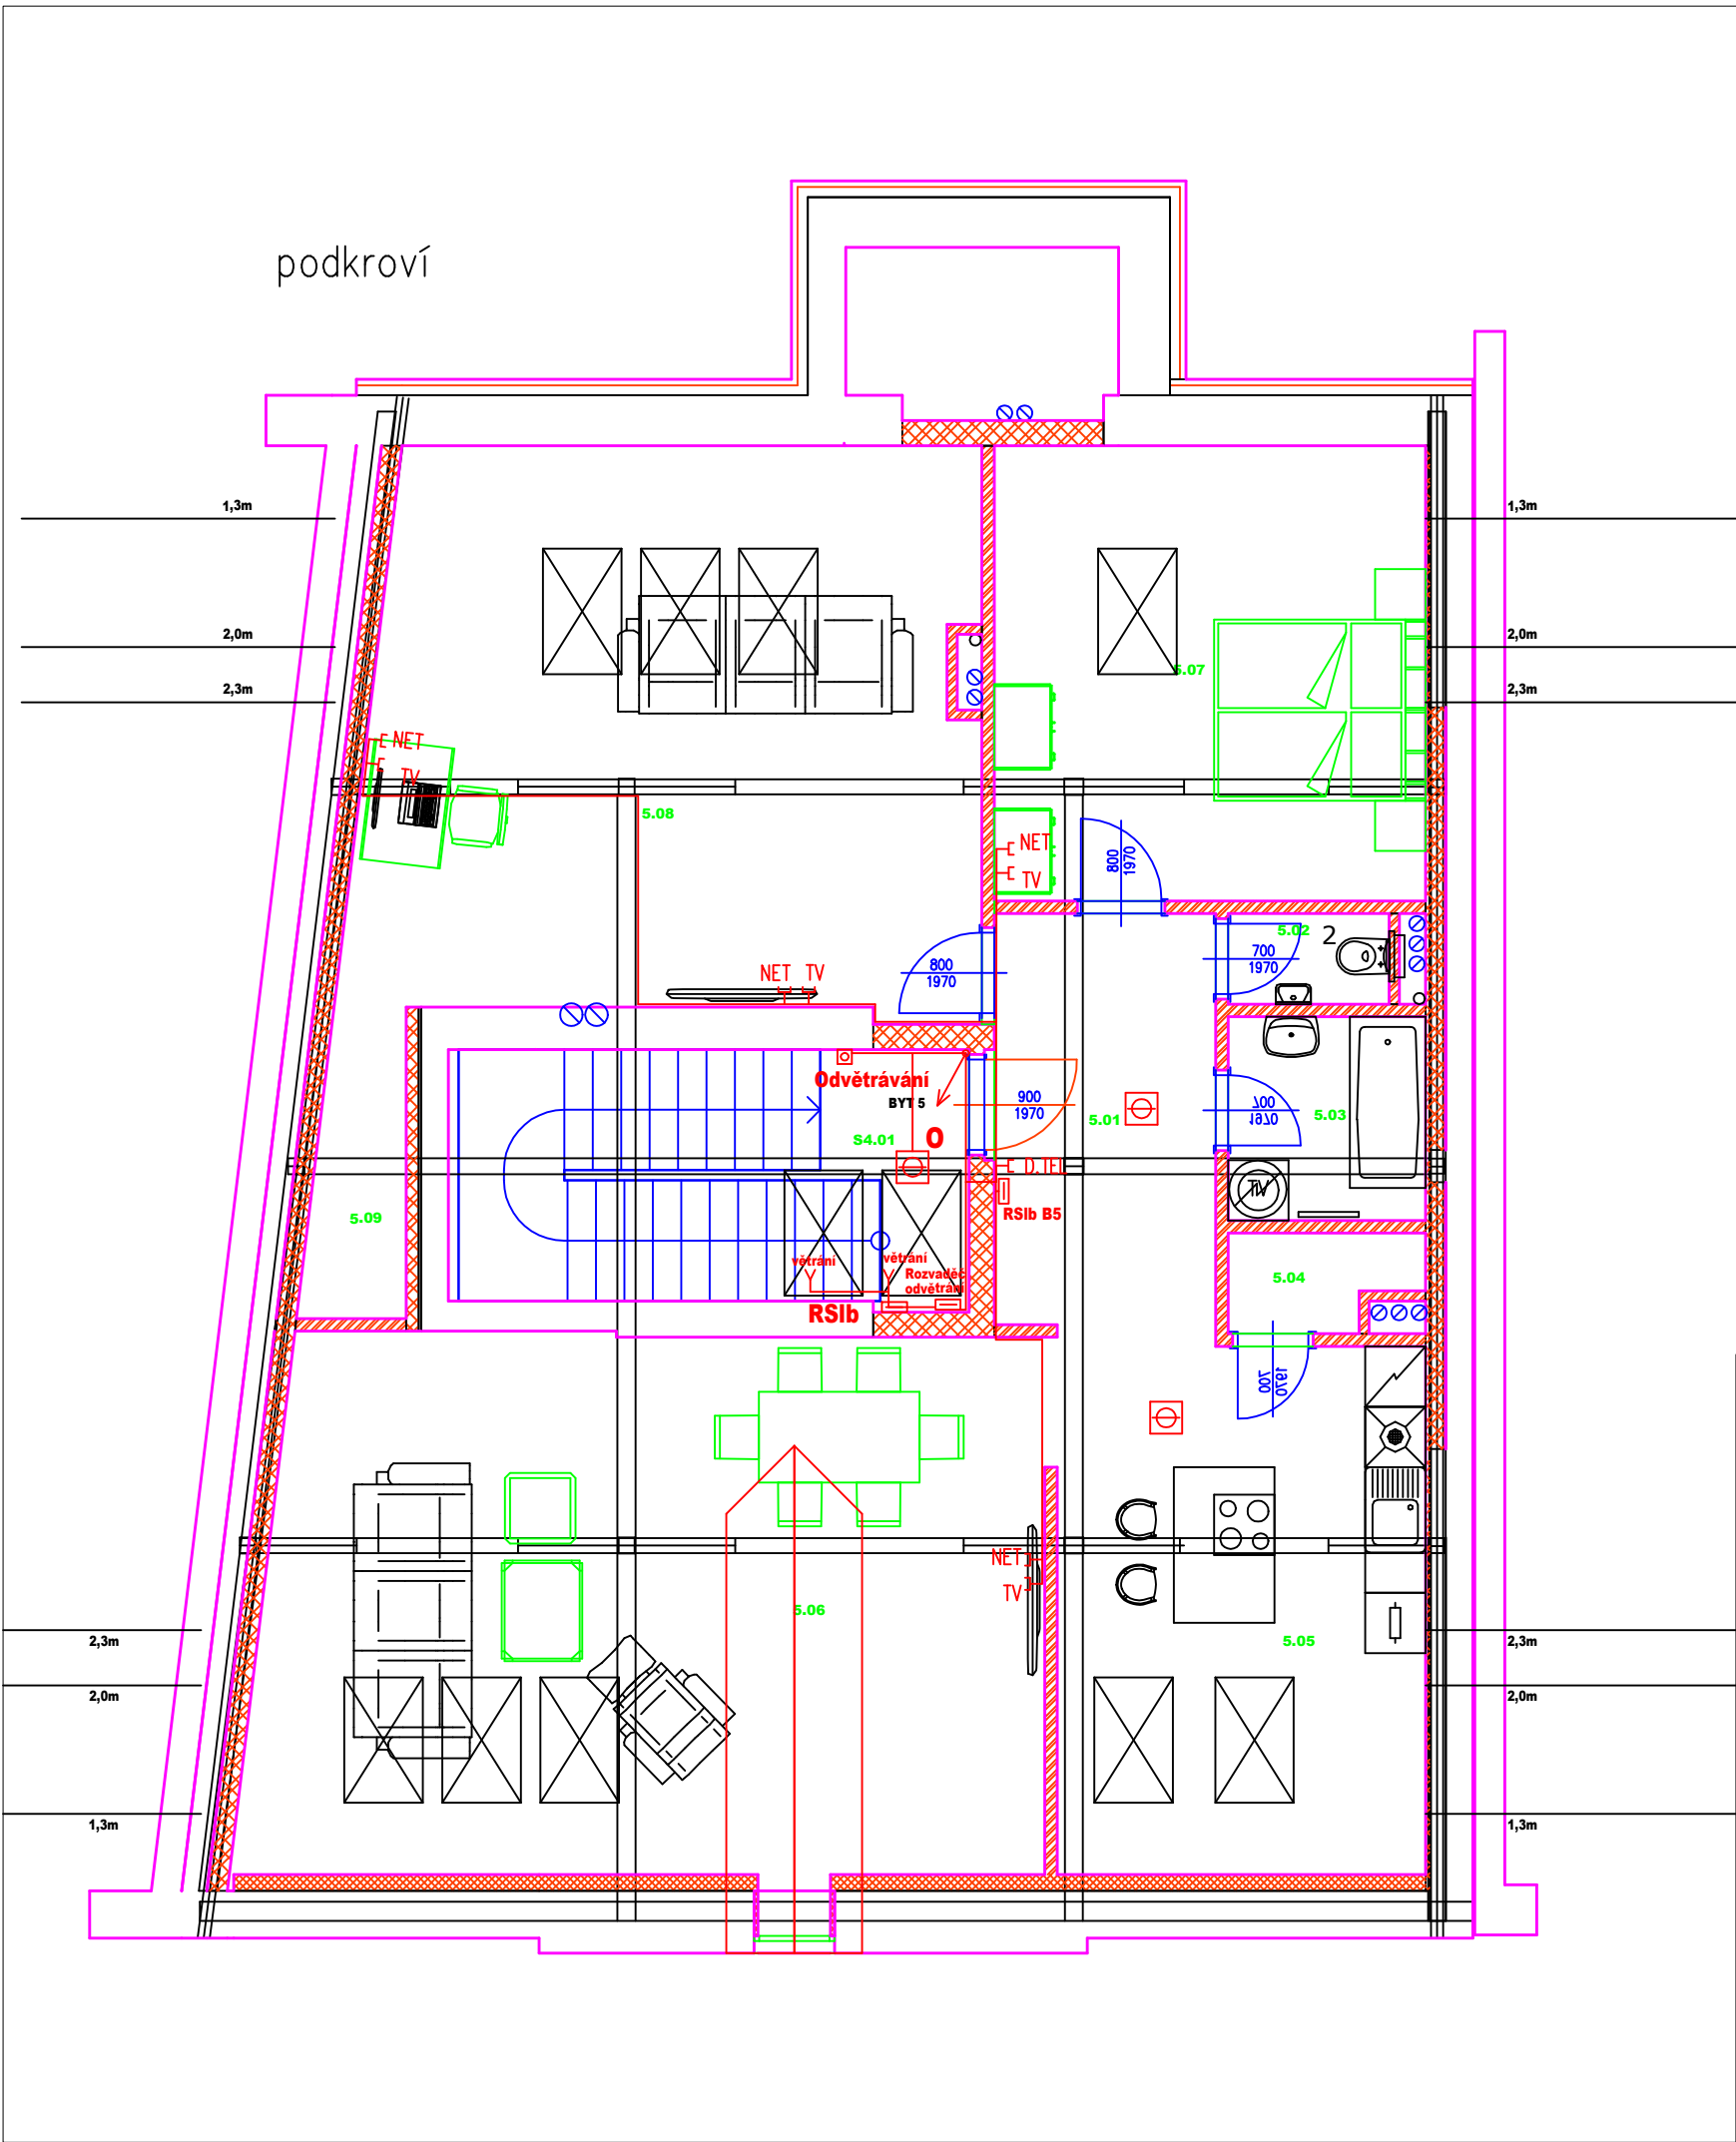 podkroví
1,3m
1,3m
2,0m
2,0m
5.07
2,3m
2,3m
NET
TV
5.08
NET
TV
800
1970
5.02
2
700
1970
800
1970
NET TV
Odvětrávání
BYT 5
900
1970
5.01
700
1970
5.03
S4.01
O
D.TEL
TV
RSlb B5
5.09
větrání
větrání
Rozvaděč
odvětrání
5.04
RSlb
700
1970
NET
TV
5.06
5.05
2,3m
2,3m
2,0m
2,0m
1,3m
1,3m